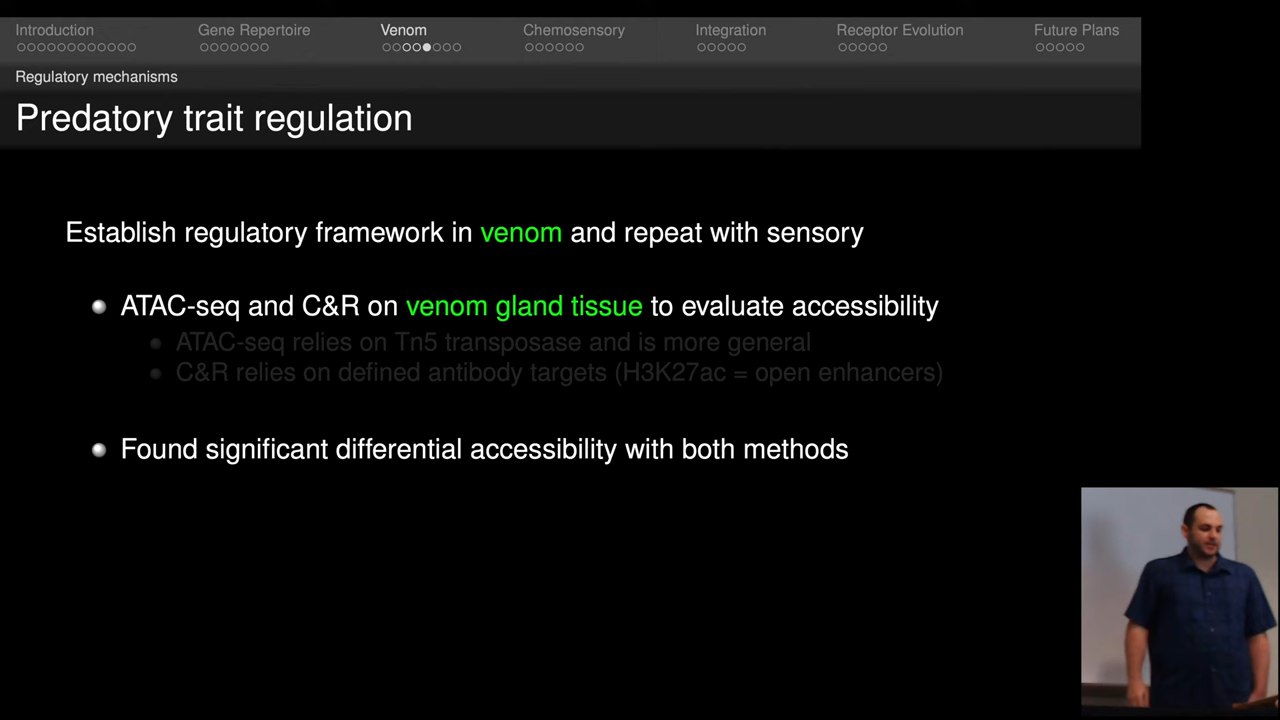 Introduction Gene Repertoire Venom Chemosensory Integration Receptor Evolution Future Plans
Regulatory mechanisms
Predatory trait regulation
Establish regulatory framework in venom and repeat with sensory
ATAC-seq and C&R on venom gland tissue to evaluate accessibility
ATAC-seq relies on Tn5 transposase and is more general
C&R relies on defined antibody targets (H3K27ac = open enhancers)
Found significant differential accessibility with both methods